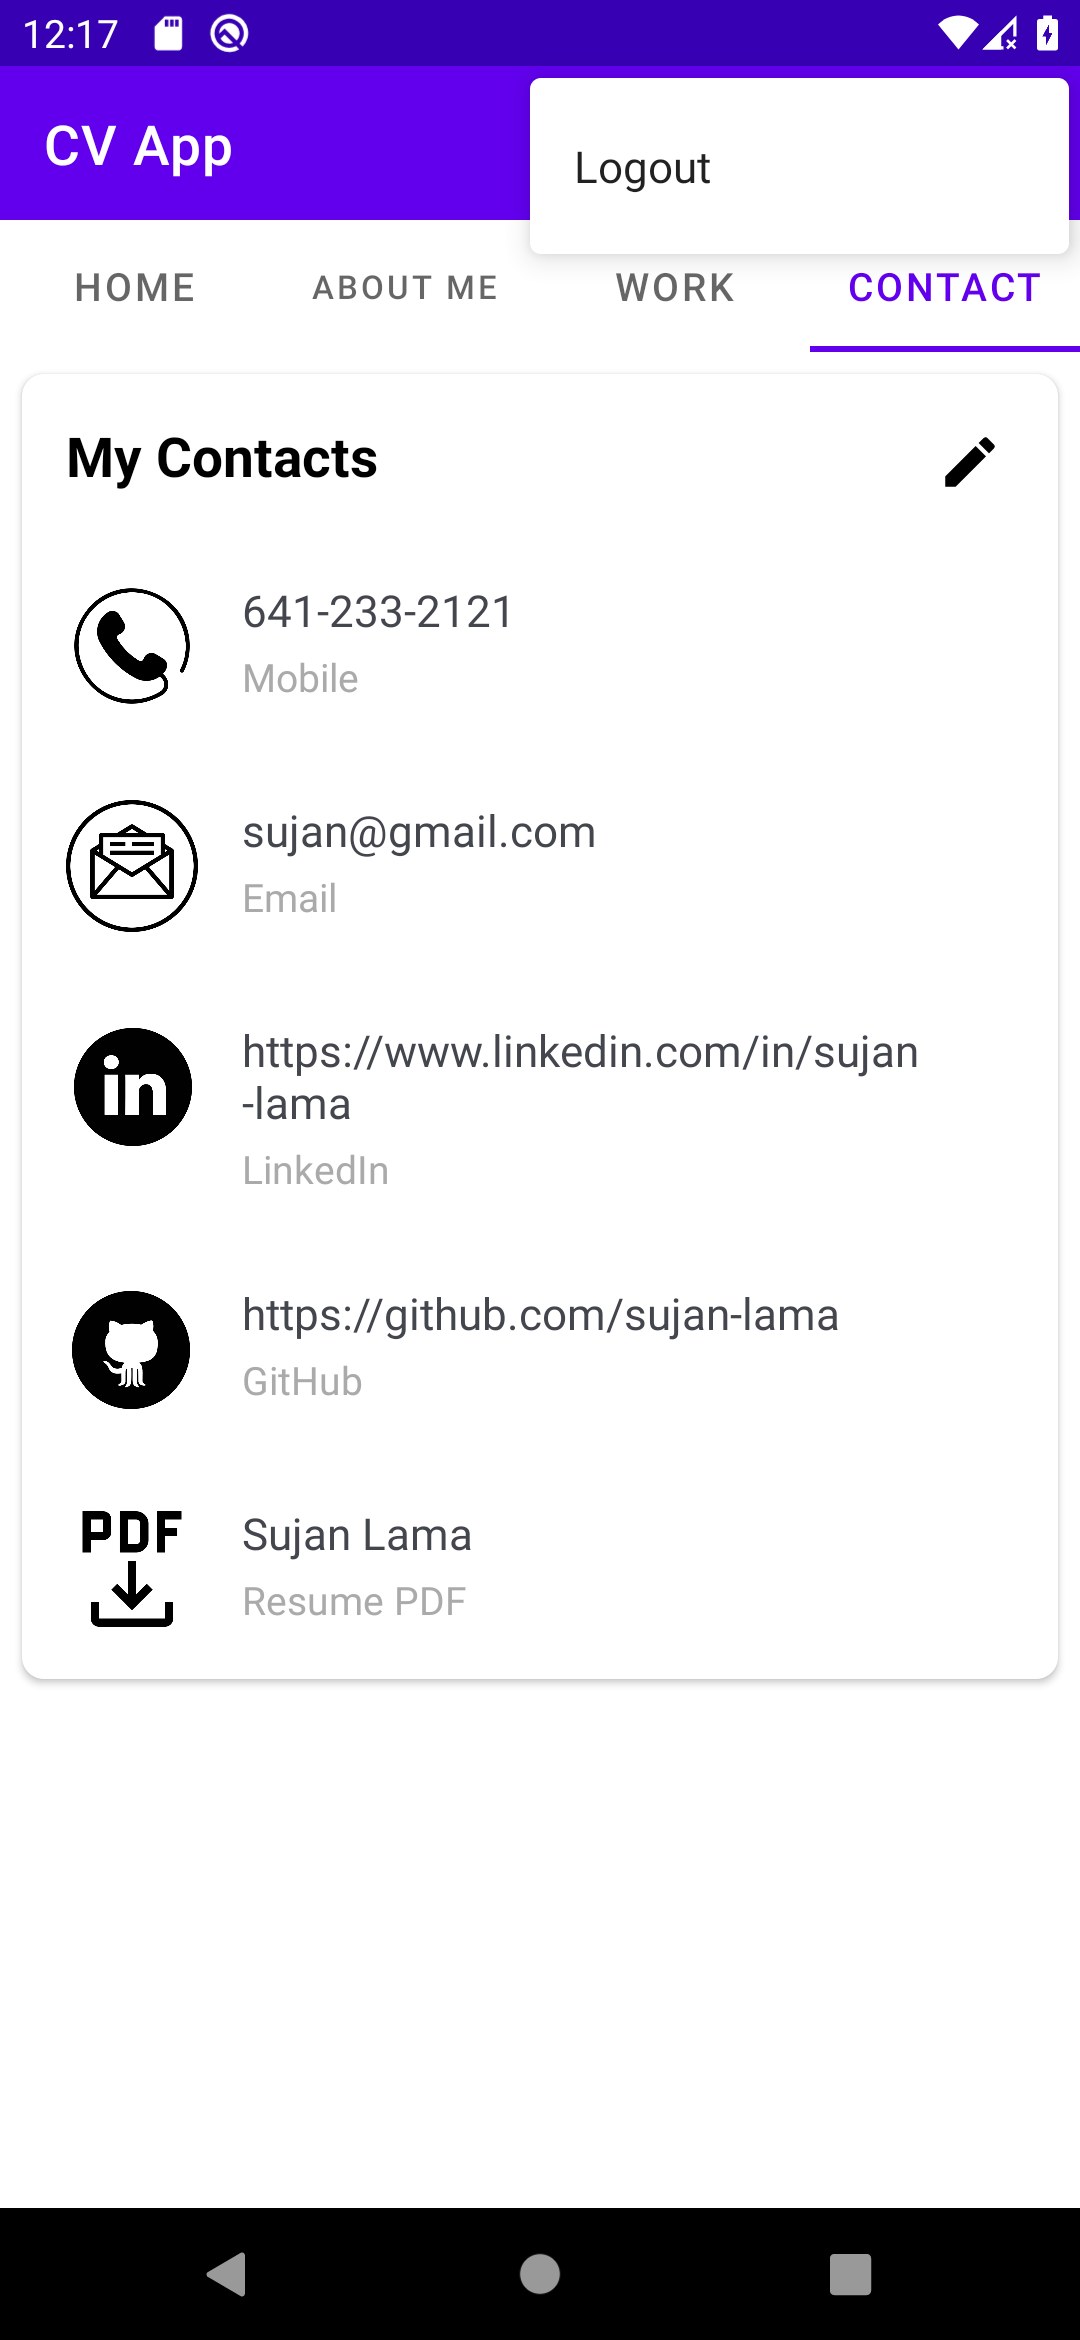 12:17
CV App
Logout
HOME
ABOUT ME
WORK
CONTACT
My Contacts
641-233-2121
Mobile
sujan@gmail.com
Email
in
https://www.linkedin.com/in/sujan
-lama
LinkedIn
https://github.com/sujan-lama
GitHub
PDF
Sujan Lama
Resume PDF